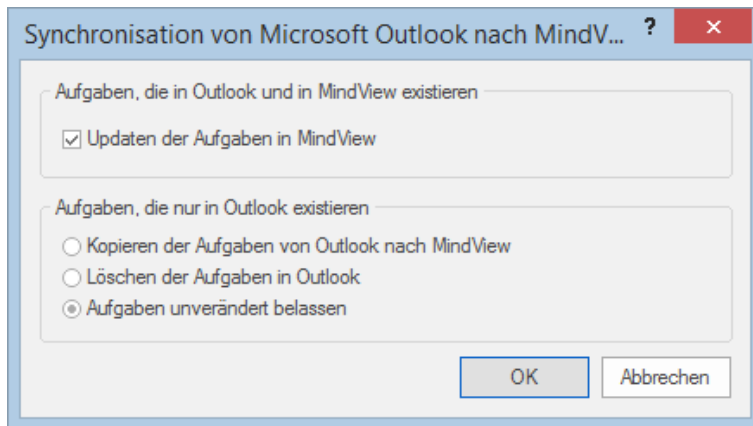 Synchronisation von Microsoft Outlook nach MindV... ?
Aufgaben, die in Outlook und in MindView existieren
Updaten der Aufgaben in MindView
Aufgaben, die nur in Outlook existieren
Kopieren der Aufgaben von Outlook nach MindView
Löschen der Aufgaben in Outlook
Aufgaben unverändert belassen
OK Abbrechen